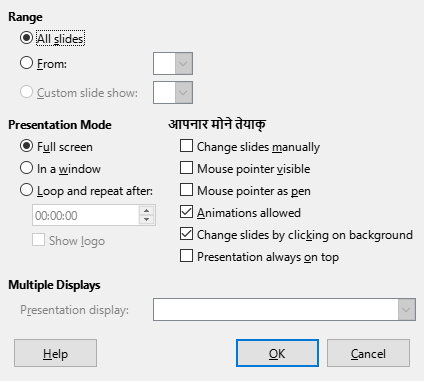 Range
All slides
From:
Custom slide show:
Presentation Mode
आपनार मोने तेयाक्
Full screen
Change slides manually
In a window
Mouse pointer visible
Loop and repeat after:
Mouse pointer as pen
00:00:00
Animations allowed
Show logo
Change slides by clicking on background
Presentation always on top
Multiple Displays
Presentation display:
Help
OK
Cancel